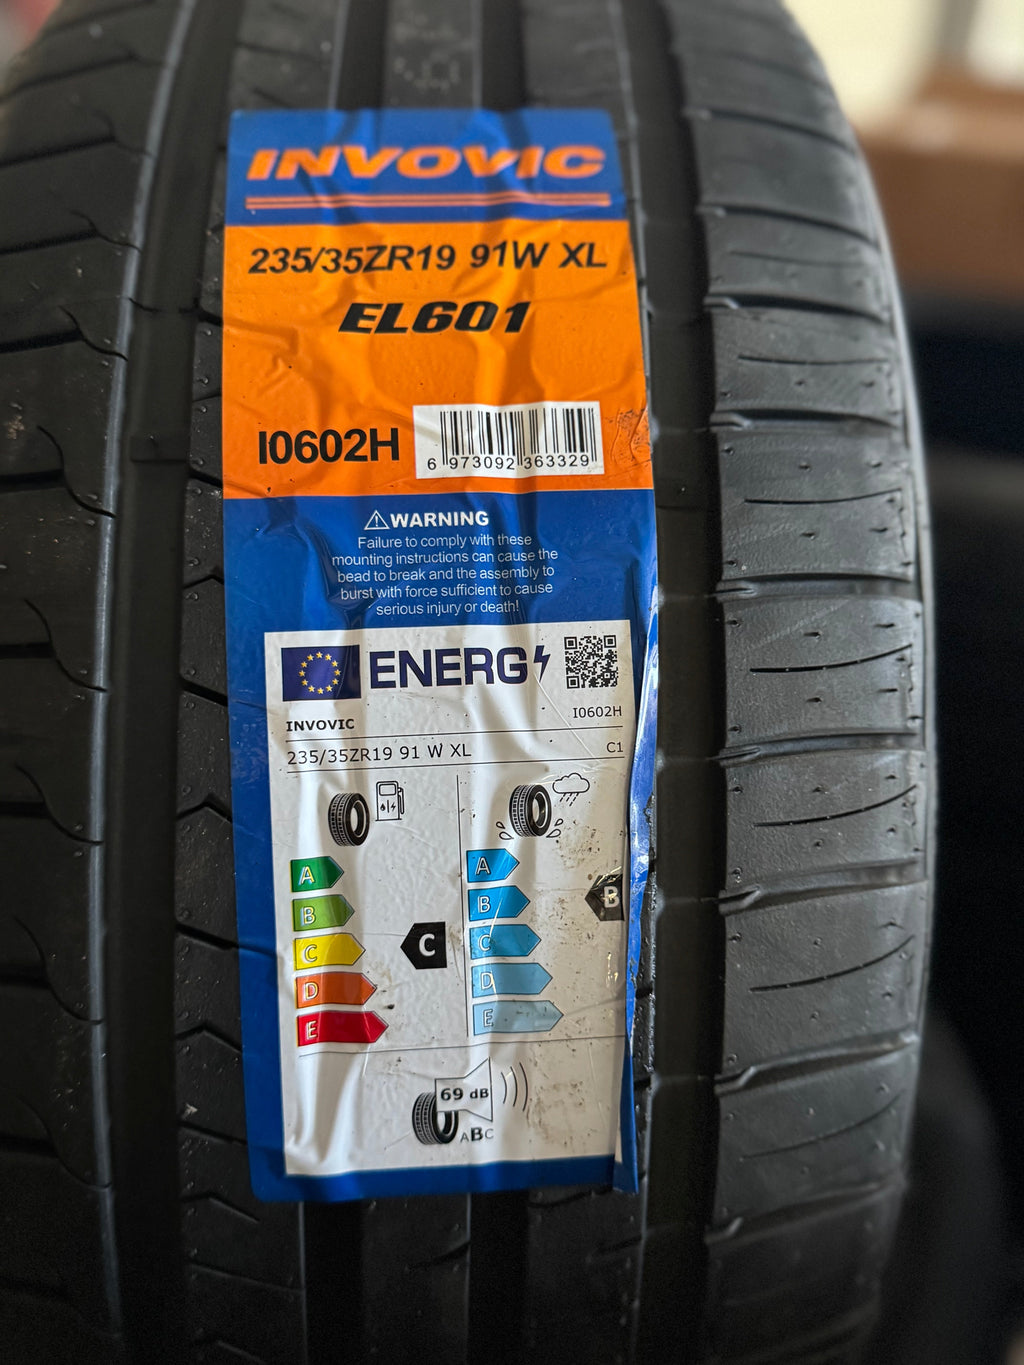 INVOVIC
235/35ZR19 91W XL
EL601
I0602H
6 973092 363329
WARNING
Failure to comply with these
mounting instructions can cause the
bead to break and the assembly to
burst with force sufficient to cause
serious injury or death!
ENERG
INVOVIC I0602H
235/35ZR19 91 W XL C1
A A
B B B
C C C
D D
E E
69 dB
ABC